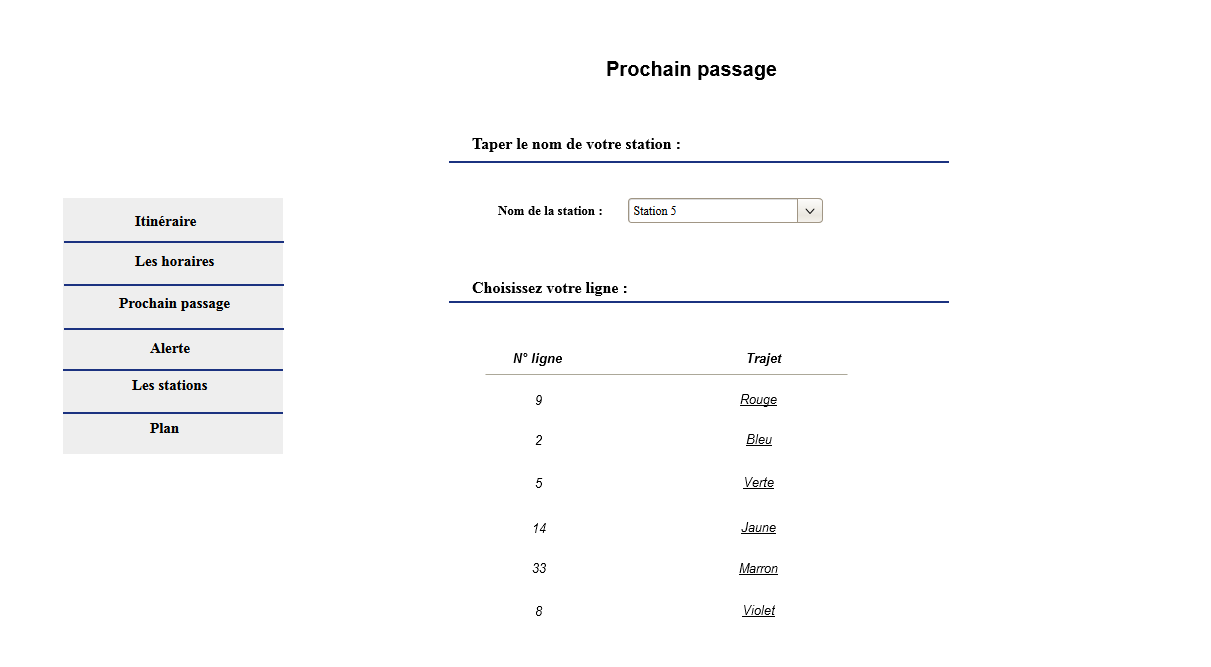 Prochain passage
Taper le nom de votre station :
Nom de la station : Station 5
Itinéraire
Les horaires
Prochain passage
Alerte
Les stations
Plan
Choisissez votre ligne :
N° ligne Trajet
9 Rouge
2 Bleu
5 Verte
14 Jaune
33 Marron
8 Violet